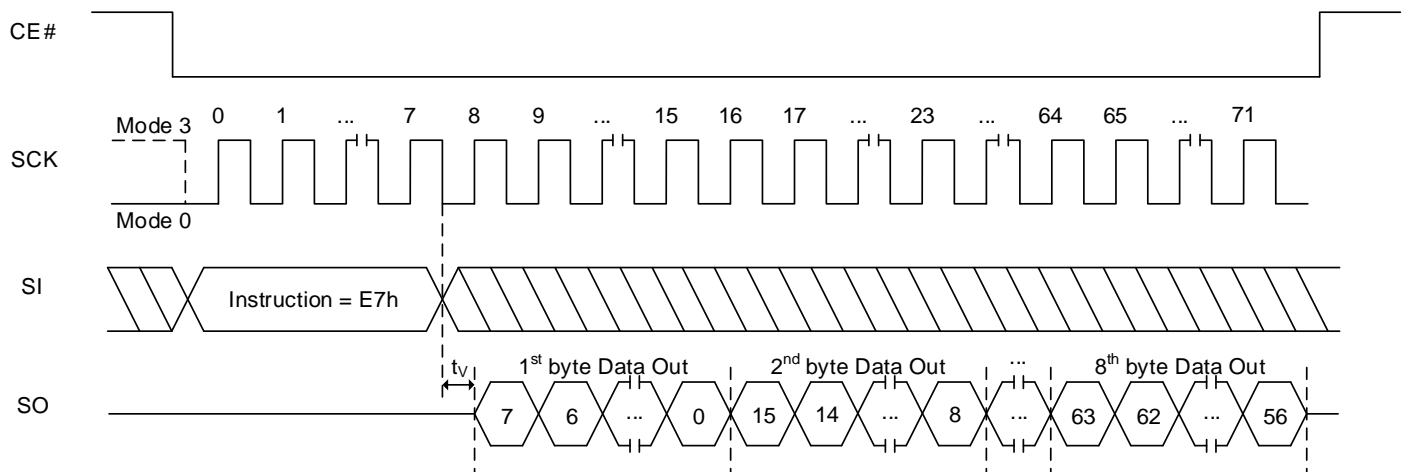 CE#
0 1 ... 7 8 9 ... 15 16 17 ... 23 ... 64 65 ... 71
Mode 3
SCK
Mode 0
SI
Instruction = E7h
tV 1st byte Data Out 2nd byte Data Out ... 8th byte Data Out
SO
7 6 ... 0 15 14 ... 8 ... 63 62 ... 56